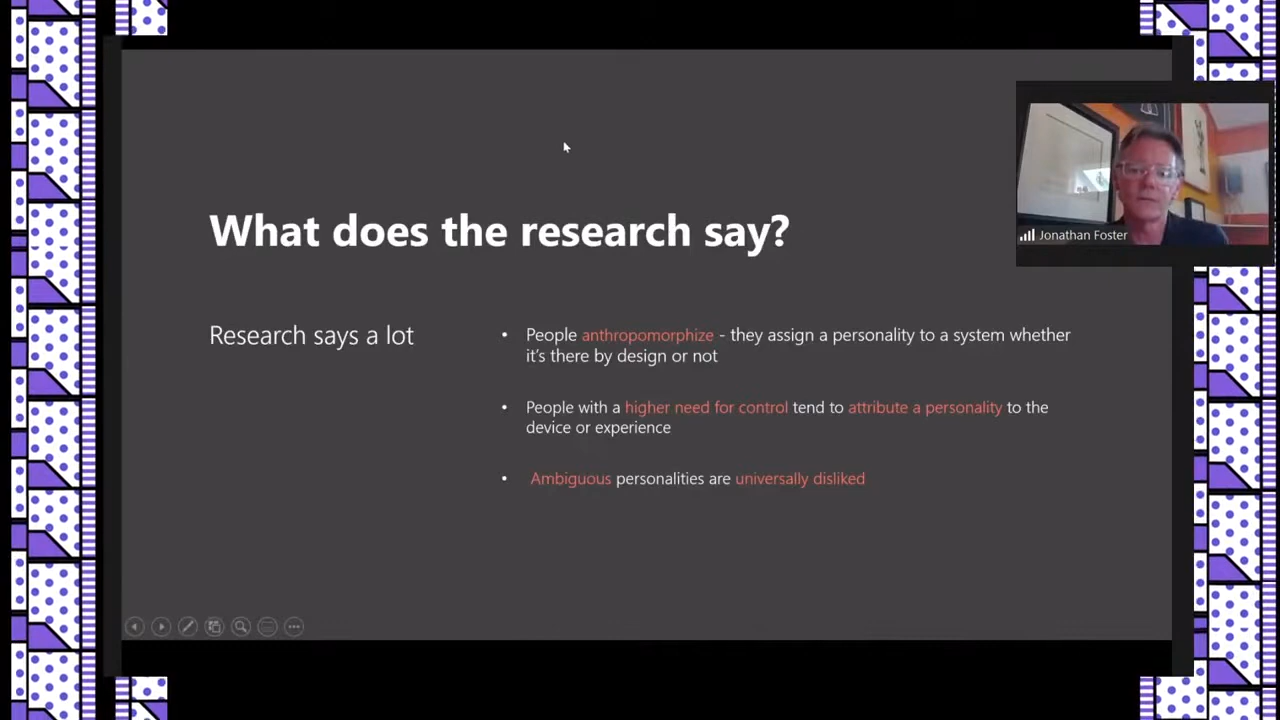 What does the research say?
Jonathan Foster
Research says a lot
• People anthropomorphize - they assign a personality to a system whether
it's there by design or not
• People with a higher need for control tend to attribute a personality to the
device or experience
• Ambiguous personalities are universally disliked